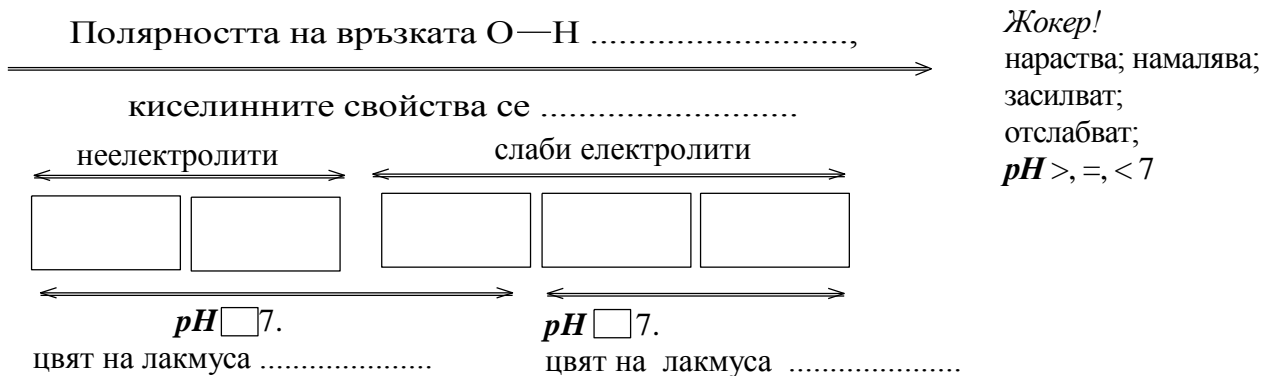 Полярността на връзката O—H ..........................,
киселинните свойства се ..........................
неелектролити
слаби електролити
pH 7.
pH 7.
цвят на лакмуса .....................
цвят на лакмуса .....................
Жокер!
нараства; намалява;
засилват;
отслабват;
pH >, =, < 7